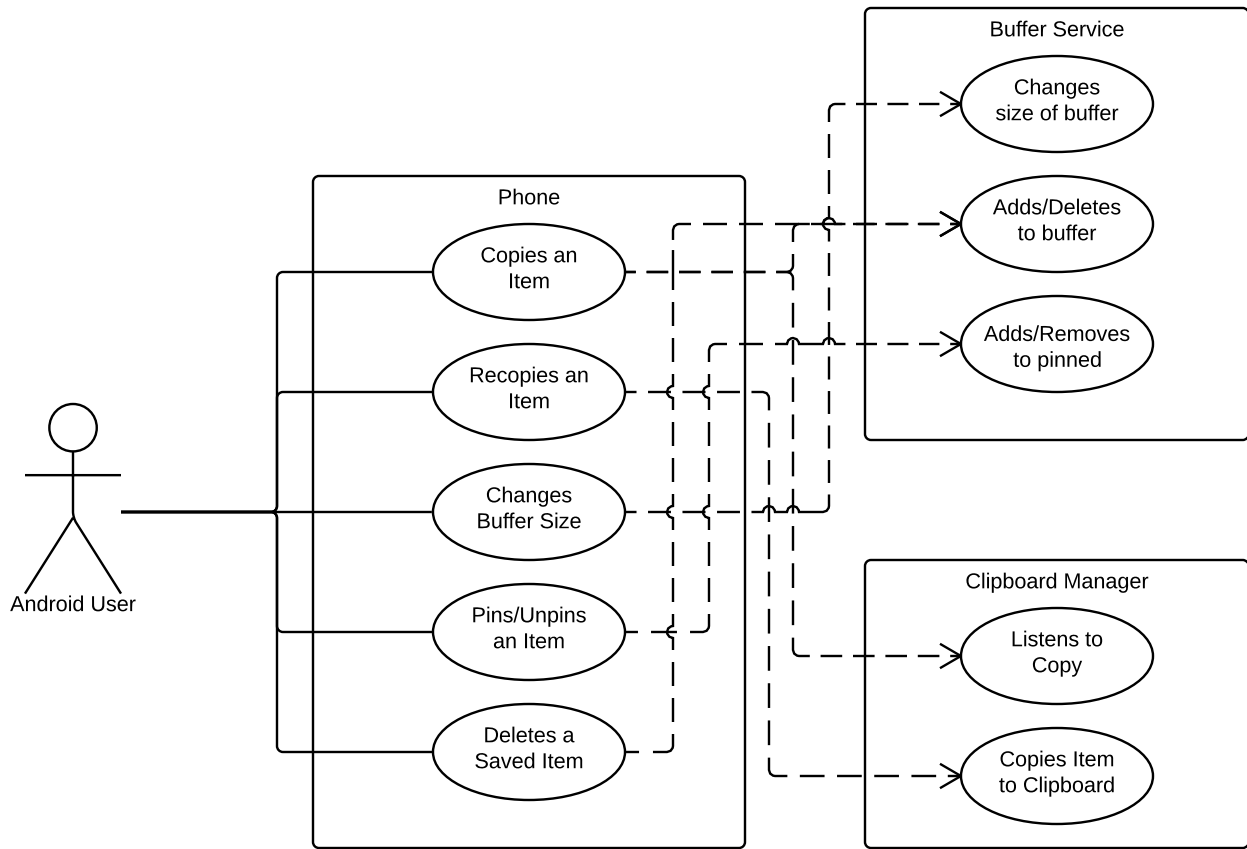 Buffer Service
Changes
size of buffer
Adds/Deletes
to buffer
Adds/Removes
to pinned
Phone
Copies an
Item
Recopies an
Item
Changes
Buffer Size
Pins/Unpins
an Item
Deletes a
Saved Item
Android User
Clipboard Manager
Listens to
Copy
Copies Item
to Clipboard